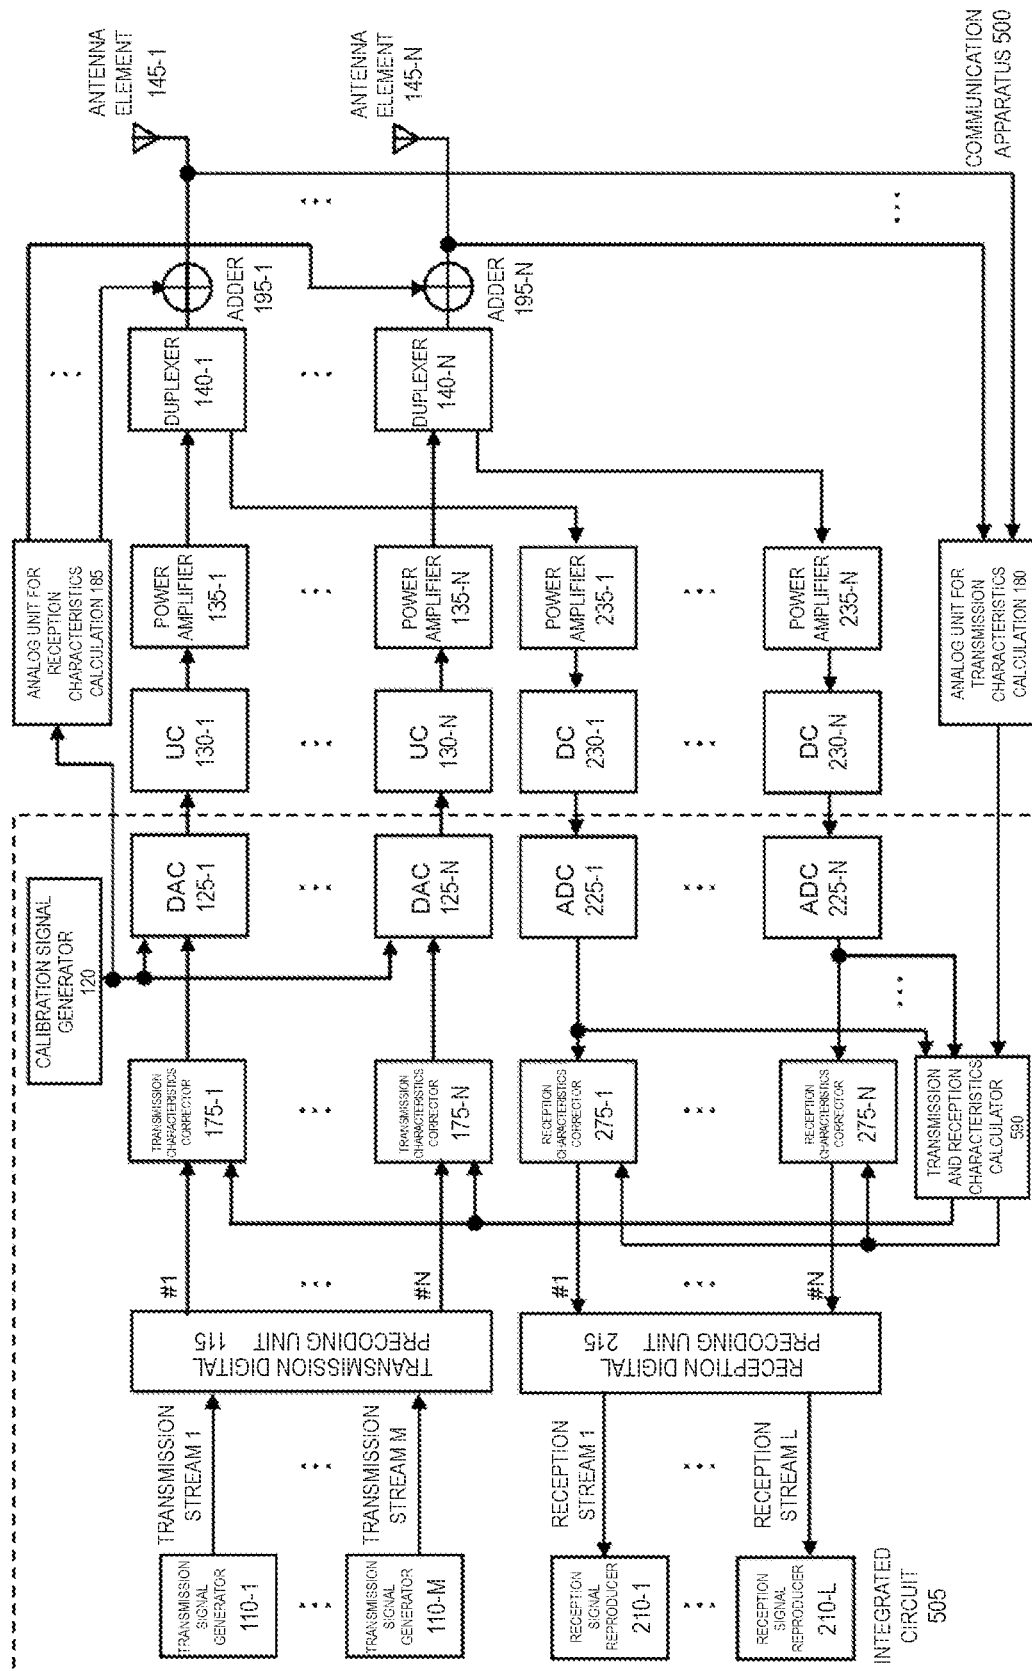 CALIBRATION SIGNAL
GENERATOR
120
ANALOG UNIT FOR
RECEPTION
CHARACTERISTICS
CALCULATION 185
ANTENNA
ELEMENT
145-1
TRANSMISSION
SIGNAL
GENERATOR
110-1
TRANSMISSION
STREAM 1
TRANSMISSION DIGITAL
PRECODING UNIT 115
#1
TRANSMISSION
CHARACTERISTICS
CORRECTOR
175-1
DAC
125-1
UC
130-1
POWER
AMPLIFIER
135-1
DUPLEXER
140-1
ADDER
195-1
TRANSMISSION
SIGNAL
GENERATOR
110-M
TRANSMISSION
STREAM M
#N
TRANSMISSION
CHARACTERISTICS
CORRECTOR
175-N
DAC
125-N
UC
130-N
POWER
AMPLIFIER
135-N
DUPLEXER
140-N
ADDER
195-N
ANTENNA
ELEMENT
145-N
RECEPTION
SIGNAL
REPRODUCER
210-1
RECEPTION
STREAM 1
RECEPTION DIGITAL
PRECODING UNIT 215
#1
RECEPTION
CHARACTERISTICS
CORRECTOR
275-1
ADC
225-1
DC
230-1
POWER
AMPLIFIER
235-1
RECEPTION
SIGNAL
REPRODUCER
210-L
RECEPTION
STREAM L
#N
RECEPTION
CHARACTERISTICS
CORRECTOR
275-N
ADC
225-N
DC
230-N
POWER
AMPLIFIER
235-N
INTEGRATED
CIRCUIT
505
TRANSMISSION
AND RECEPTION
CHARACTERISTICS
CALCULATOR
590
ANALOG UNIT FOR
TRANSMISSION
CHARACTERISTICS
CALCULATION 180
COMMUNICATION
APPARATUS 500